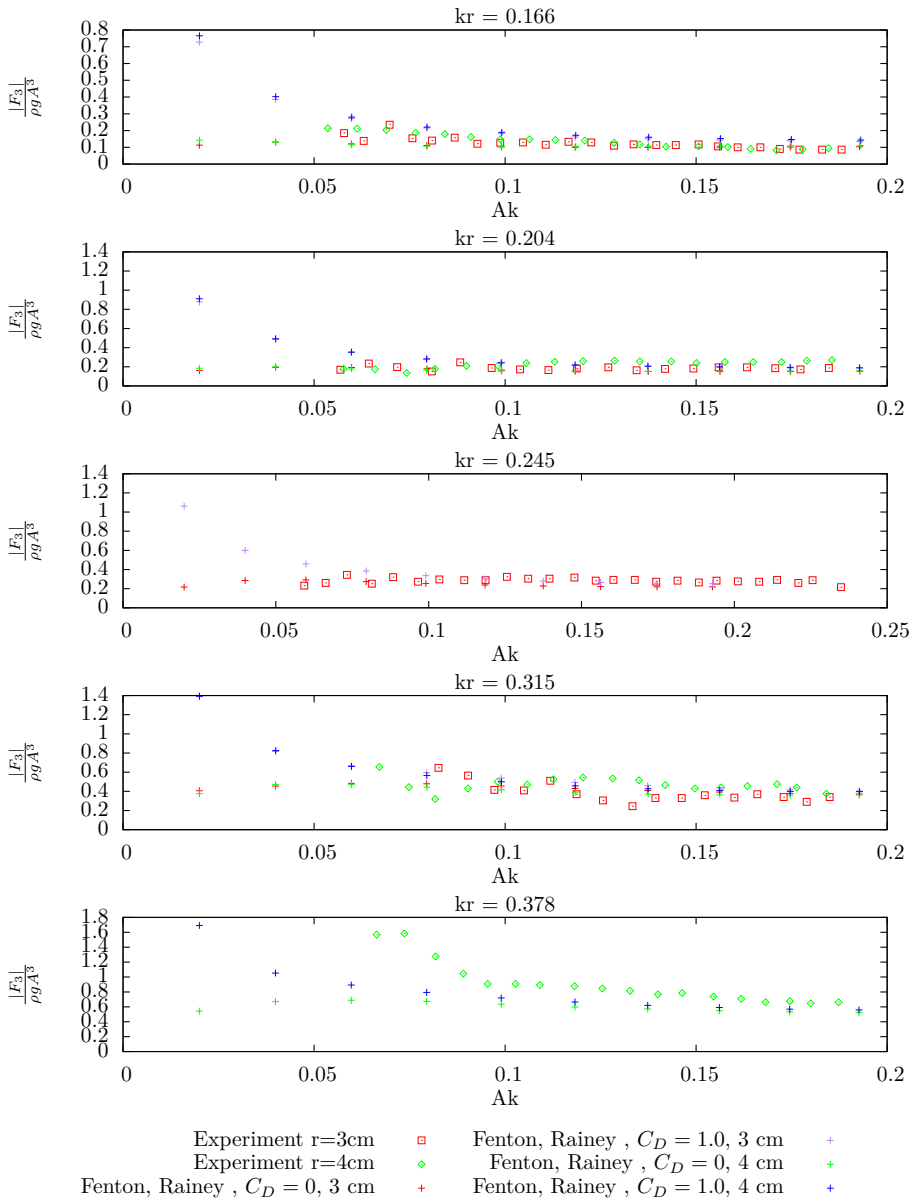 kr = 0.166
|F₃| / ρgA³
0.8
0.7
0.6
0.5
0.4
0.3
0.2
0.1
0
0 0.05 0.1 0.15 0.2
Ak
kr = 0.204
|F₃| / ρgA³
1.4
1.2
1
0.8
0.6
0.4
0.2
0
0 0.05 0.1 0.15 0.2
Ak
kr = 0.245
|F₃| / ρgA³
1.4
1.2
1
0.8
0.6
0.4
0.2
0
0 0.05 0.1 0.15 0.2 0.25
Ak
kr = 0.315
|F₃| / ρgA³
1.4
1.2
1
0.8
0.6
0.4
0.2
0
0 0.05 0.1 0.15 0.2
Ak
kr = 0.378
|F₃| / ρgA³
1.8
1.6
1.4
1.2
1
0.8
0.6
0.4
0.2
0
0 0.05 0.1 0.15 0.2
Ak
Experiment r=3cm
Experiment r=4cm
Fenton, Rainey , C_D = 0, 3 cm
Fenton, Rainey , C_D = 1.0, 3 cm
Fenton, Rainey , C_D = 0, 4 cm
Fenton, Rainey , C_D = 1.0, 4 cm